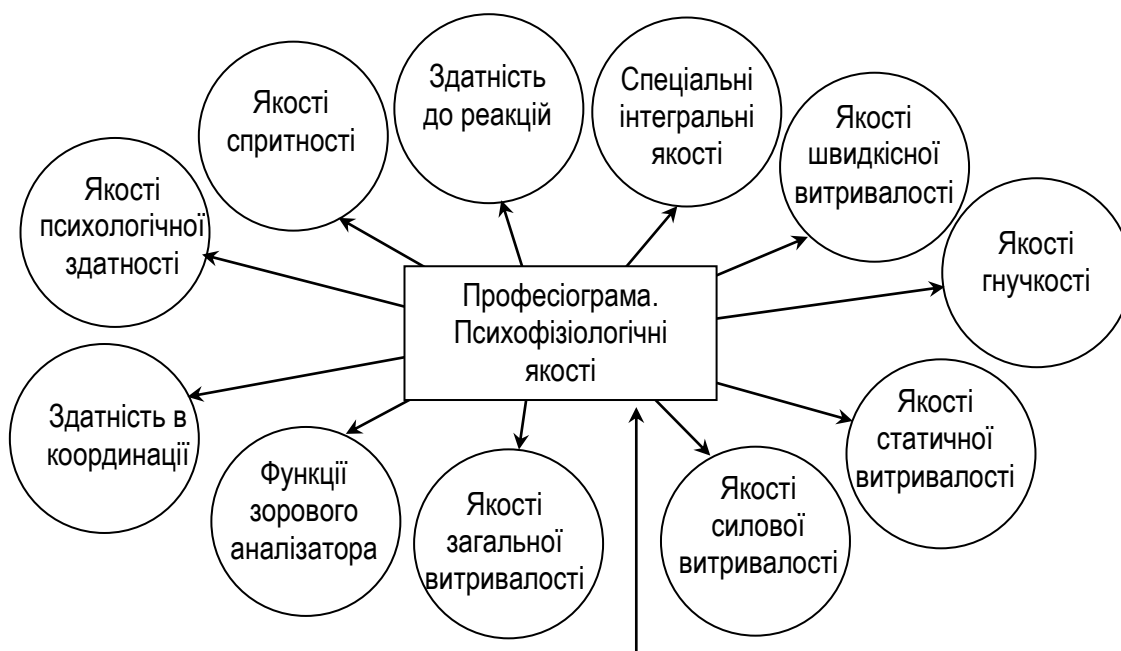 Здатність
до реакцій
Спеціальні
інтегральні
якості
Якості
спритності
Якості
швидкісної
витривалості
Якості
психологічної
здатності
Якості
гнучкості
Професіограма.
Психофізіологічні
якості
Здатність в
координації
Якості
статичної
витривалості
Функції
зорового
аналізатора
Якості
загальної
витривалості
Якості
силової
витривалості